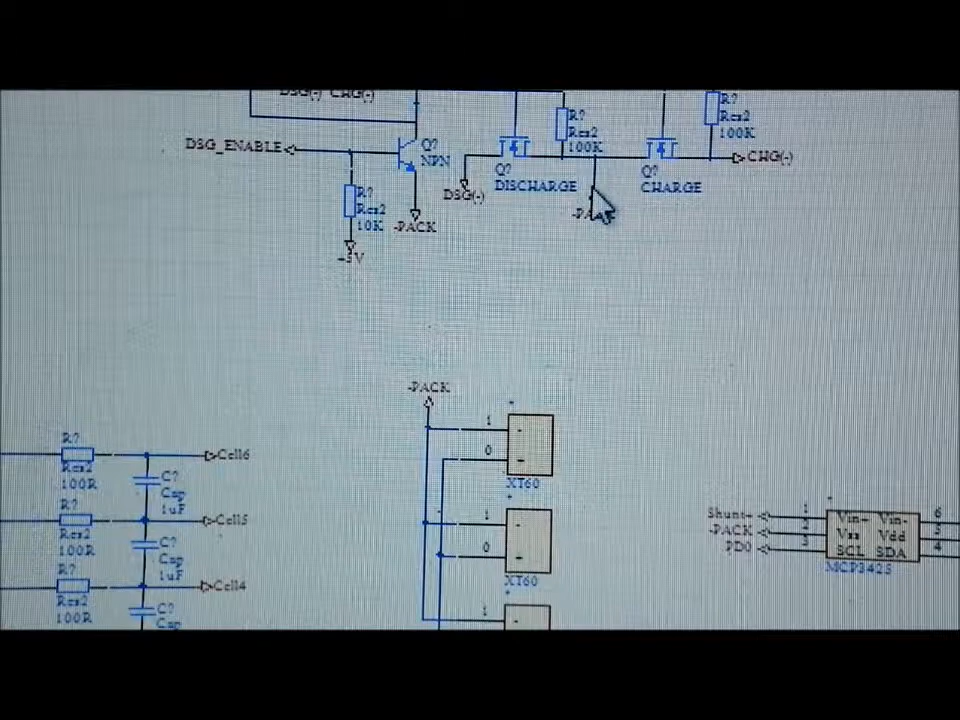 DSG(-) CHG(-)
R?
Res2
100K
R?
Res2
100K
DSG_ENABLE
Q?
NPN
CHG(-)
Q?
DISCHARGE
Q?
CHARGE
DSG(-)
R?
Res2
10K
-PACK
+5V
-PACK
1
-
0
+
XT60
1
-
0
+
XT60
1
-
R?
Res2
100R
Cell6
C?
Cap
1uF
R?
Res2
100R
Cell5
C?
Cap
1uF
R?
Res2
100R
Cell4
C?
Cap
Shunt-
-PACK
PD0
1
2
3
Vin+ Vin-
Vss Vdd
SCL SDA
6
5
4
MCP3425